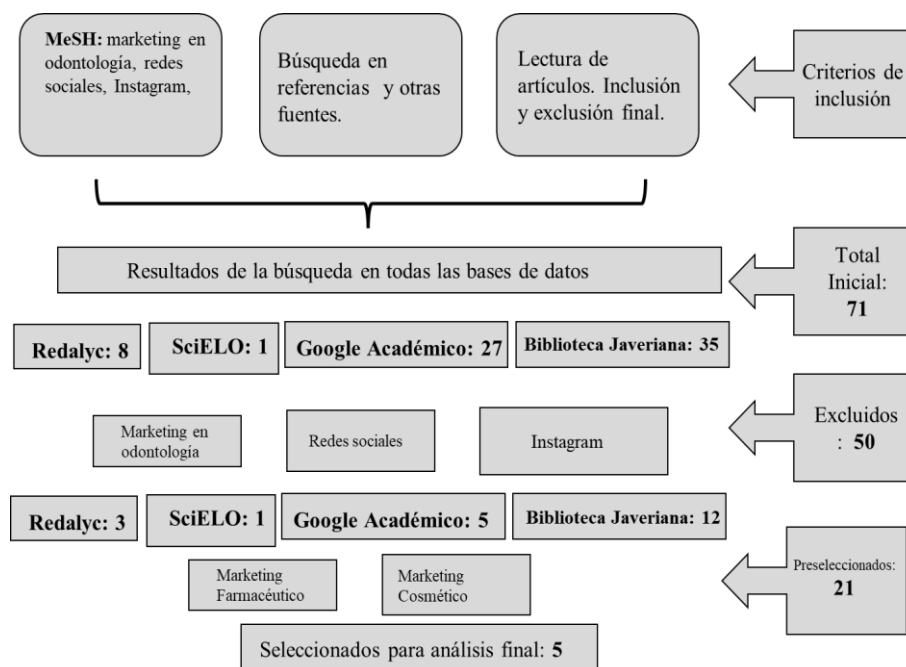 MeSH: marketing en
odontología, redes
sociales, Instagram,
Búsqueda en
referencias y otras
fuentes.
Lectura de
artículos. Inclusión
y exclusión final.
Criterios de
inclusión
Resultados de la búsqueda en todas las bases de datos
Total
Inicial:
71
Redalyc: 8
SciELO: 1
Google Académico: 27
Biblioteca Javeriana: 35
Marketing en
odontología
Redes sociales
Instagram
Excluidos
: 50
Redalyc: 3
SciELO: 1
Google Académico: 5
Biblioteca Javeriana: 12
Marketing
Farmacéutico
Marketing
Cosmético
Preseleccionados:
21
Seleccionados para análisis final: 5